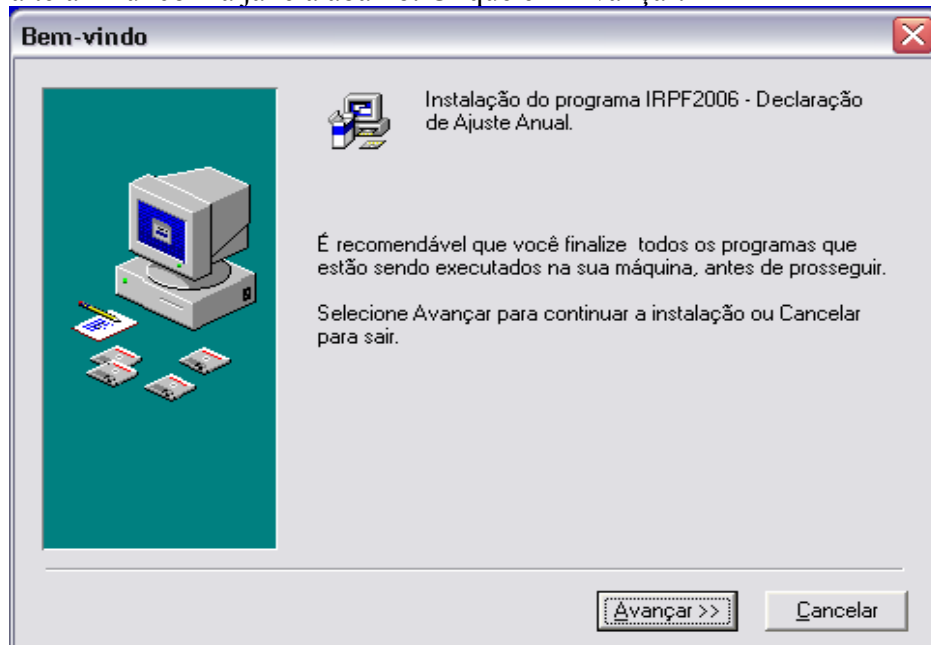 Bem-vindo
Instalação do programa IRPF2006 - Declaração
de Ajuste Anual.
É recomendável que você finalize todos os programas que
estão sendo executados na sua máquina, antes de prosseguir.
Selecione Avançar para continuar a instalação ou Cancelar
para sair.
Avançar >>
Cancelar